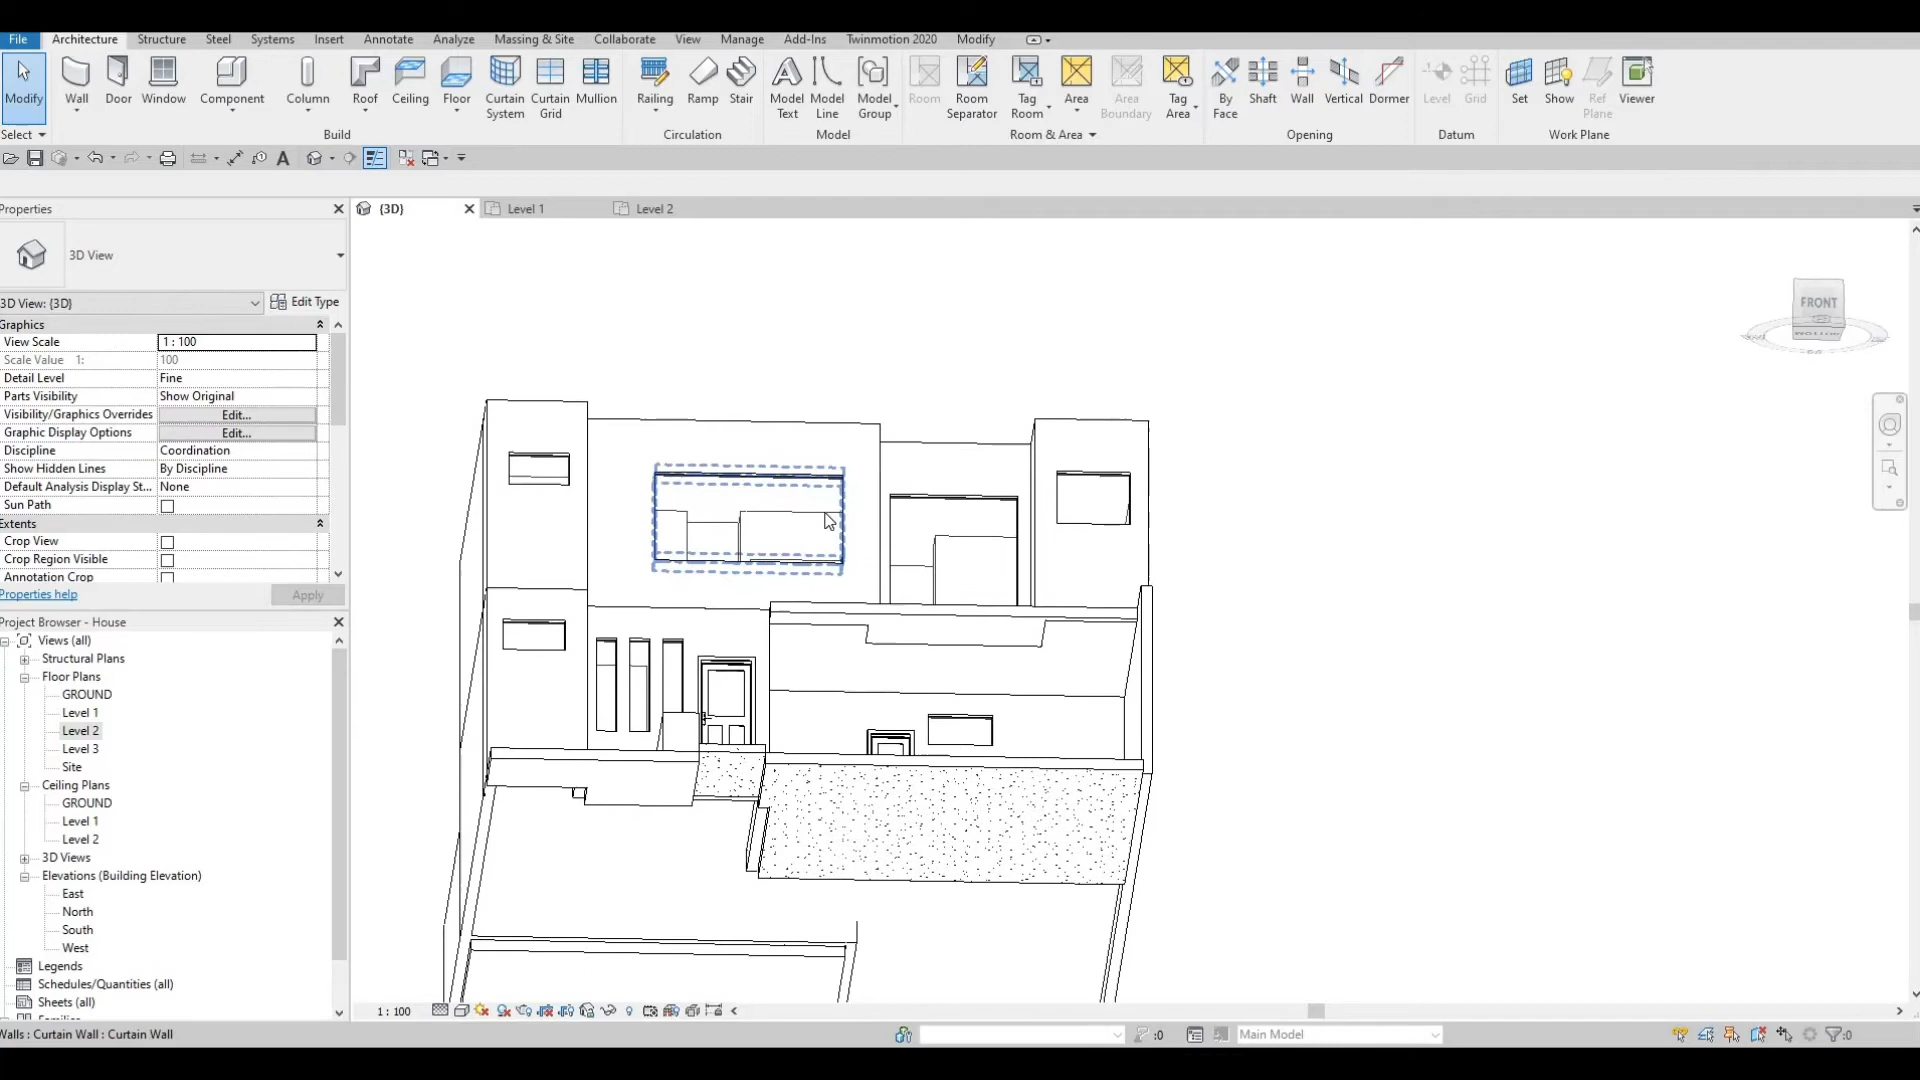 File Architecture Structure Steel Systems Insert Annotate Analyze Massing & Site Collaborate View Manage Add-Ins Twinmotion 2020 Modify
Modify Wall Door Window Component Column Roof Ceiling Floor Curtain System Curtain Grid Mullion Railing Ramp Stair Model Text Model Line Model Group Room Room Separator Tag Room Area Area Boundary Tag Area By Face Shaft Wall Vertical Dormer Level Grid Set Show Ref Plane Viewer
Select Build Circulation Model Room & Area Opening Datum Work Plane
Properties
{3D} Level 1 Level 2
3D View
3D View: {3D} Edit Type
Graphics
View Scale 1 : 100
Scale Value 1: 100
Detail Level Fine
Parts Visibility Show Original
Visibility/Graphics Overrides Edit...
Graphic Display Options Edit...
Discipline Coordination
Show Hidden Lines By Discipline
Default Analysis Display St... None
Sun Path
Extents
Crop View
Crop Region Visible
Annotation Crop
Properties help Apply
FRONT
Project Browser - House
Views (all)
Structural Plans
Floor Plans
GROUND
Level 1
Level 2
Level 3
Site
Ceiling Plans
GROUND
Level 1
Level 2
3D Views
Elevations (Building Elevation)
East
North
South
West
Legends
Schedules/Quantities (all)
Sheets (all)
1 : 100
Walls : Curtain Wall : Curtain Wall
:0 Main Model :0